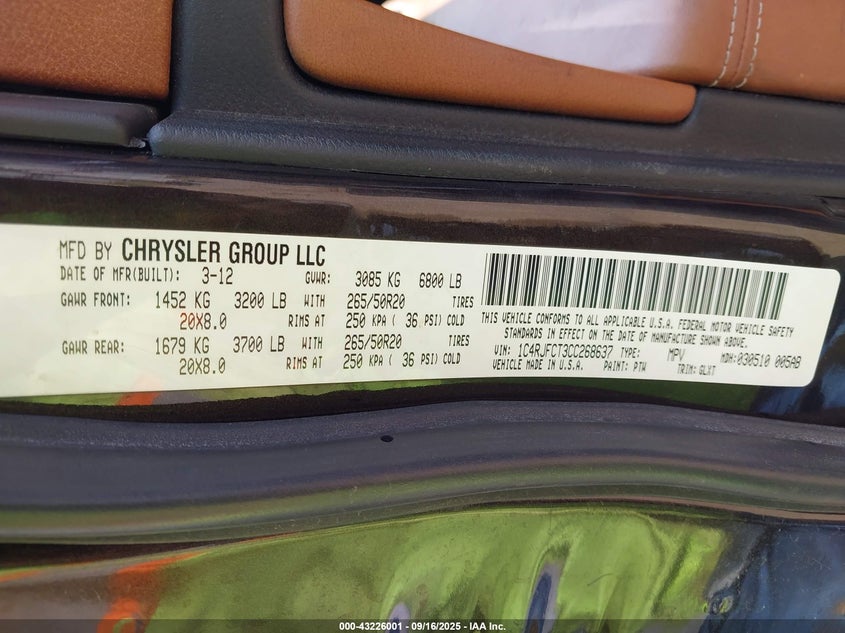 MFD BY CHRYSLER GROUP LLC
DATE OF MFR(BUILT): 3-12 GVWR: 3085 KG 6800 LB
GAWR FRONT: 1452 KG 3200 LB WITH 265/50R20 TIRES
20X8.0 RIMS AT 250 KPA ( 36 PSI) COLD
GAWR REAR: 1679 KG 3700 LB WITH 265/50R20 TIRES
20X8.0 RIMS AT 250 KPA ( 36 PSI) COLD
THIS VEHICLE CONFORMS TO ALL APPLICABLE U.S.A. FEDERAL MOTOR VEHICLE SAFETY
STANDARDS IN EFFECT ON THE DATE OF MANUFACTURE SHOWN ABOVE.
VIN: 1C4RJFCT3CC268637 TYPE: MPV MDH: 030510 005AB
VEHICLE MADE IN U.S.A. PAINT: PTW TRIM: GLXT
000-43226001 - 09/16/2025 - IAA Inc.